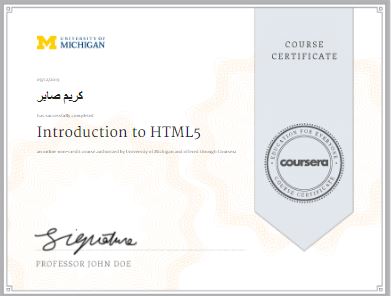 UNIVERSITY OF
MICHIGAN
كريم صابر
has successfully completed
Introduction to HTML5
an online non-credit course authorized by University of Michigan and offered through Coursera
COURSE
CERTIFICATE
EDUCATION FOR EVERYONE
coursera
COURSE CERTIFICATE
Signature
PROFESSOR JOHN DOE